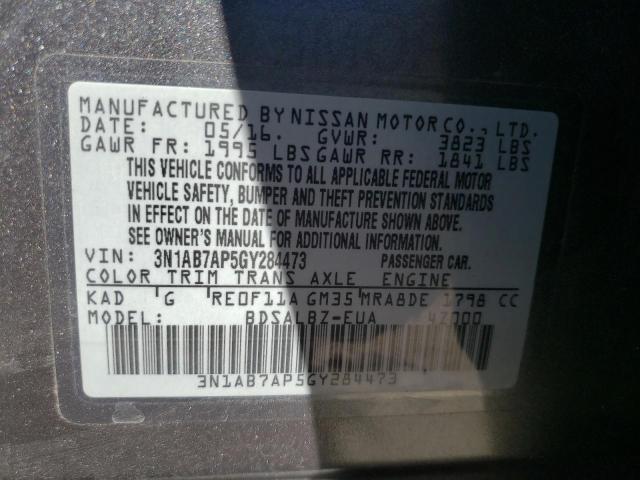 MANUFACTURED BY NISSAN MOTOR CO., LTD.
DATE: 05/16. GVWR: 3823 LBS
GAWR FR: 1995 LBS GAWR RR: 1841 LBS
THIS VEHICLE CONFORMS TO ALL APPLICABLE FEDERAL MOTOR
VEHICLE SAFETY, BUMPER AND THEFT PREVENTION STANDARDS
IN EFFECT ON THE DATE OF MANUFACTURE SHOWN ABOVE.
SEE OWNER'S MANUAL FOR ADDITIONAL INFORMATION.
VIN: 3N1AB7AP5GY284473 PASSENGER CAR.
COLOR TRIM TRANS AXLE ENGINE
KAD G RE0F11A GM35 MRA8DE 1798 CC
MODEL: BDSALBZ-EUA 47000
3N1AB7AP5GY284473